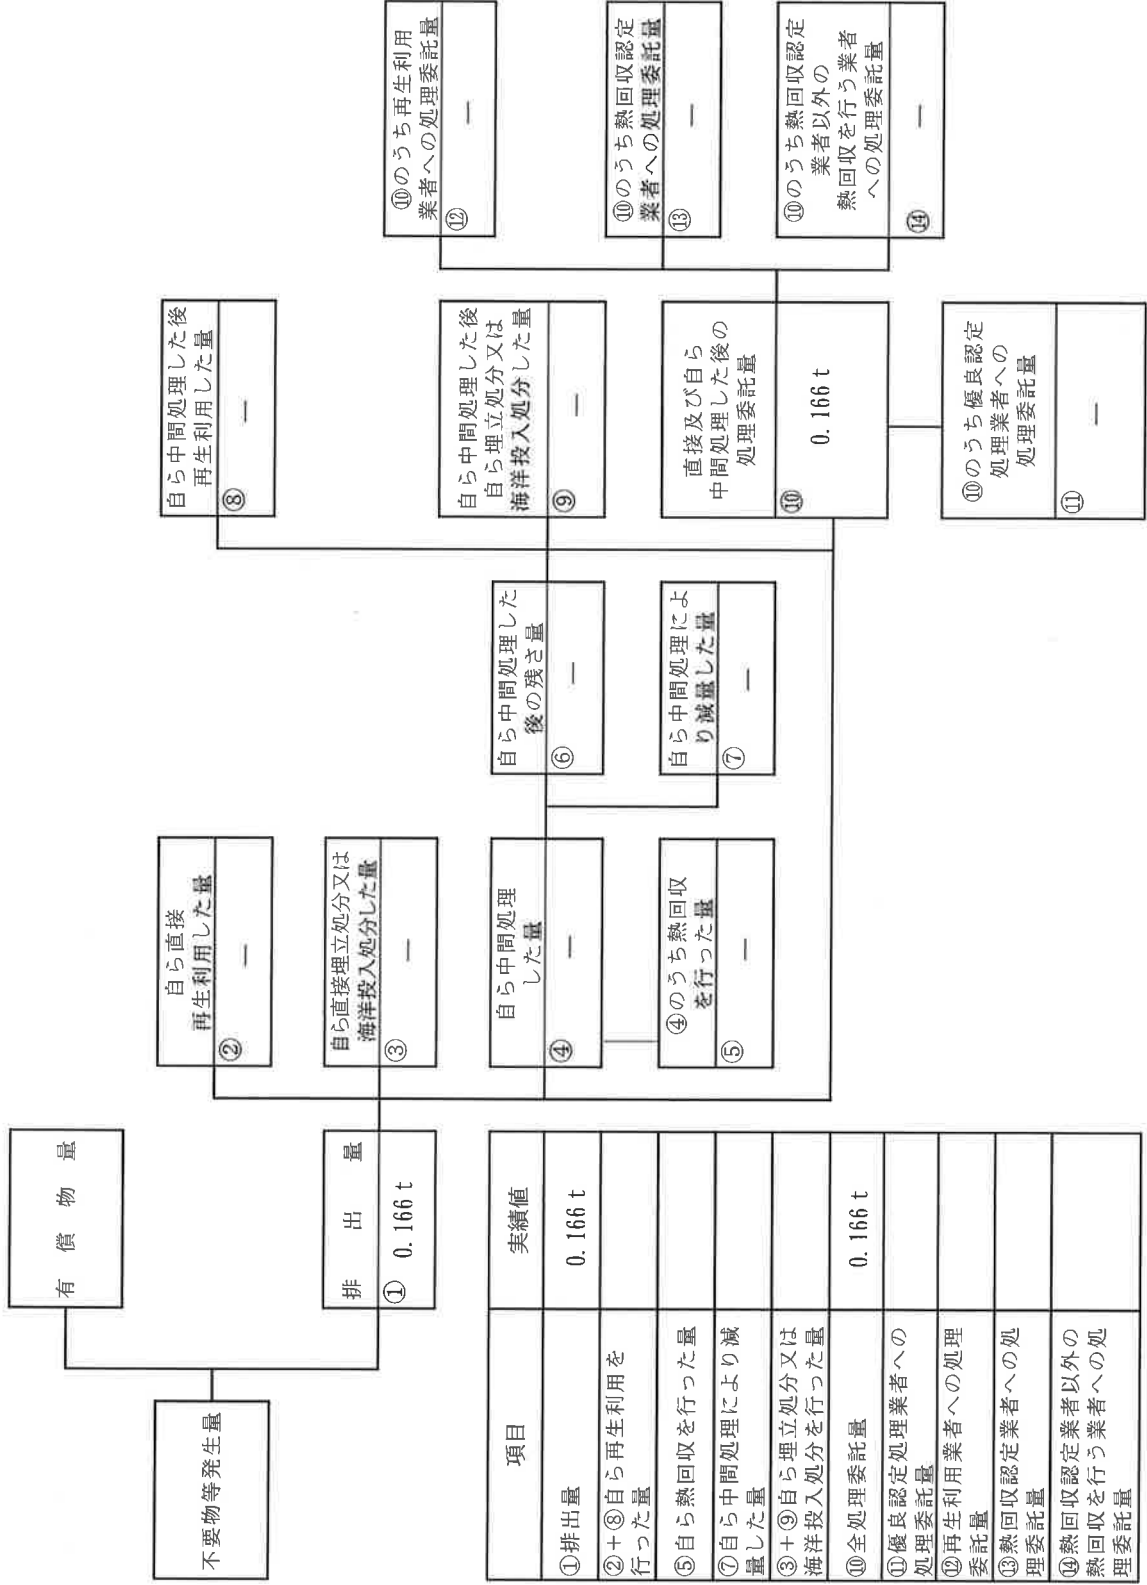 不要物等発生量
有償物量
排出量
① 0.166 t
自ら直接
再生利用した量
② －
自ら直接埋立処分又は
海洋投入処分した量
③ －
自ら中間処理
した量
④ －
④のうち熱回収
を行った量
⑤ －
自ら中間処理した
後の残さ量
⑥ －
自ら中間処理によ
り減量した量
⑦ －
自ら中間処理した後
再生利用した量
⑧ －
自ら中間処理した後
自ら埋立処分又は
海洋投入処分した量
⑨ －
直接及び自ら
中間処理した後の
処理委託量
⑩ 0.166 t
⑩のうち優良認定
処理業者への
処理委託量
⑪ －
⑩のうち再生利用
業者への処理委託量
⑫ －
⑩のうち熱回収認定
業者への処理委託量
⑬ －
⑩のうち熱回収認定
業者以外の
熱回収を行う業者
への処理委託量
⑭ －
項目 実績値
①排出量 0.166 t
②＋⑧自ら再生利用を
行った量
⑤自ら熱回収を行った量
⑦自ら中間処理により減
量した量
③＋⑨自ら埋立処分又は
海洋投入処分を行った量
⑩全処理委託量 0.166 t
⑪優良認定処理業者への
処理委託量
⑫再生利用業者への処理
委託量
⑬熱回収認定業者への処
理委託量
⑭熱回収認定業者以外の
熱回収を行う業者への処
理委託量